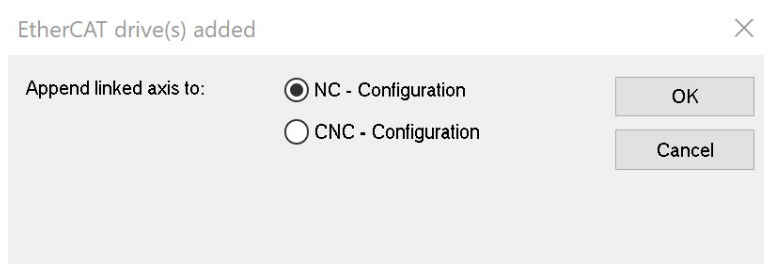 EtherCAT drive(s) added
Append linked axis to:
NC - Configuration
CNC - Configuration
OK
Cancel